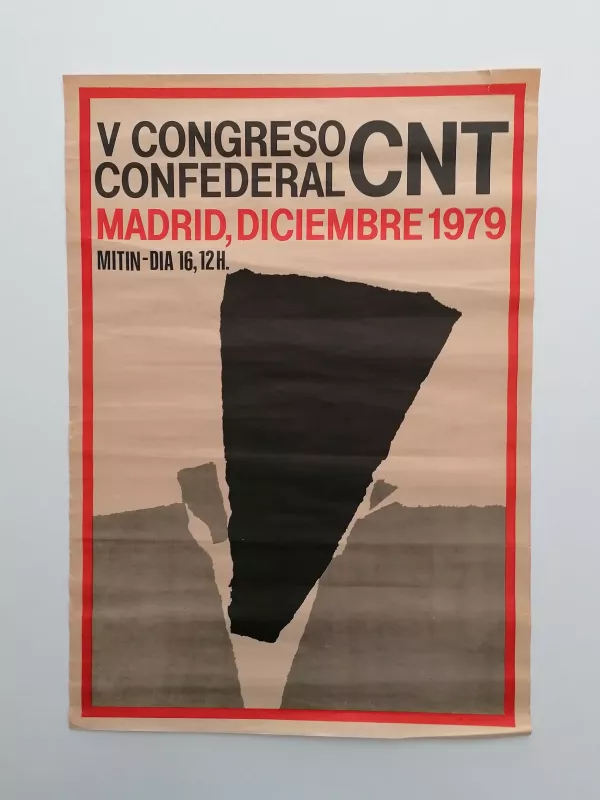 V CONGRESO
CONFEDERAL CNT
MADRID, DICIEMBRE 1979
MITIN-DIA 16, 12 H.